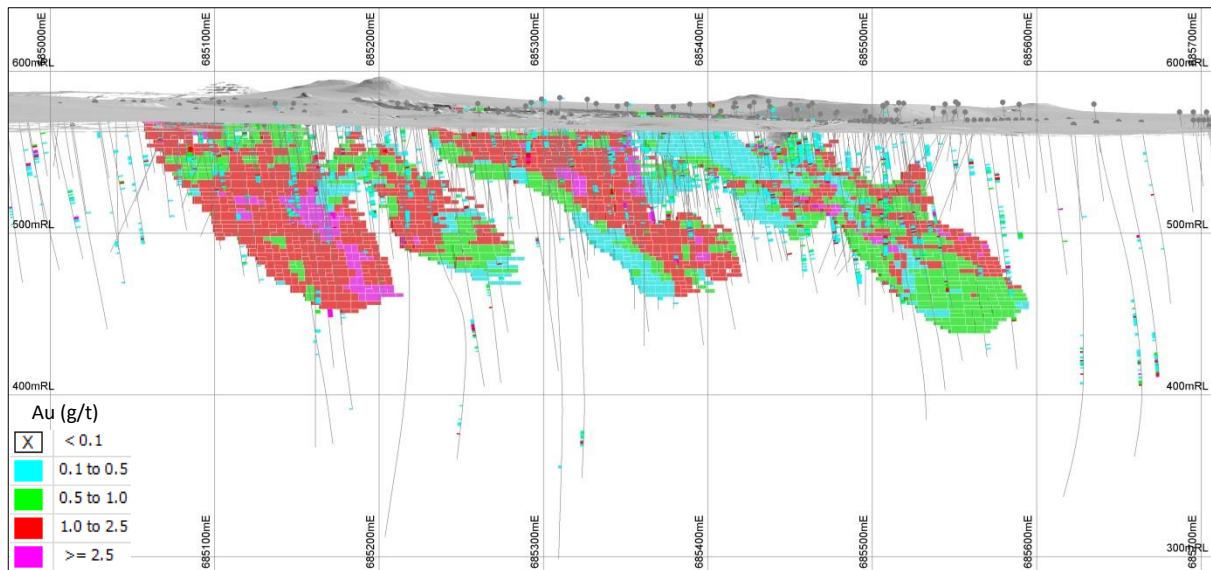 685000mE
685100mE
685200mE
685300mE
685400mE
685500mE
685600mE
685700mE
600mRL
600mRL
500mRL
500mRL
400mRL
400mRL
Au (g/t)
X < 0.1
0.1 to 0.5
0.5 to 1.0
1.0 to 2.5
>= 2.5
685100mE
685200mE
685300mE
685400mE
685500mE
685600mE
685700mE
300mRL